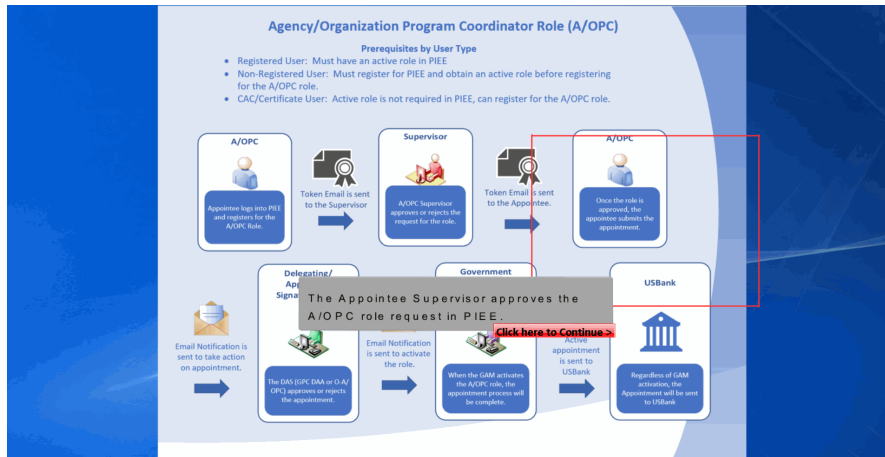 Agency/Organization Program Coordinator Role (A/OPC)
Prerequisites by User Type
• Registered User: Must have an active role in PIEE
• Non-Registered User: Must register for PIEE and obtain an active role before registering
for the A/OPC role.
• CAC/Certificate User: Active role is not required in PIEE, can register for the A/OPC role.
A/OPC
Appointee logs into PIEE
and registers for the
A/OPC Role.
Token Email is sent
to the Supervisor
Supervisor
A/OPC Supervisor
approves or rejects the
request for the role.
Token Email is sent
to the Appointee.
A/OPC
Once the role is
approved, the
appointee submits the
appointment.
Email Notification is
sent to take action
on appointment.
Delegating/
The DAS (GPC DAA or O-A/
OPC) approves or rejects
the appointment.
The Appointee Supervisor approves the
A/OPC role request in PIEE.
Click here to Continue >
Email Notification
is sent to activate
the role.
Government
When the GAM activates
the A/OPC role, the
appointment process will
be complete.
Active
appointment
is sent to
USBank
USBank
Regardless of GAM
activation, the
Appointment will be sent
to USBank